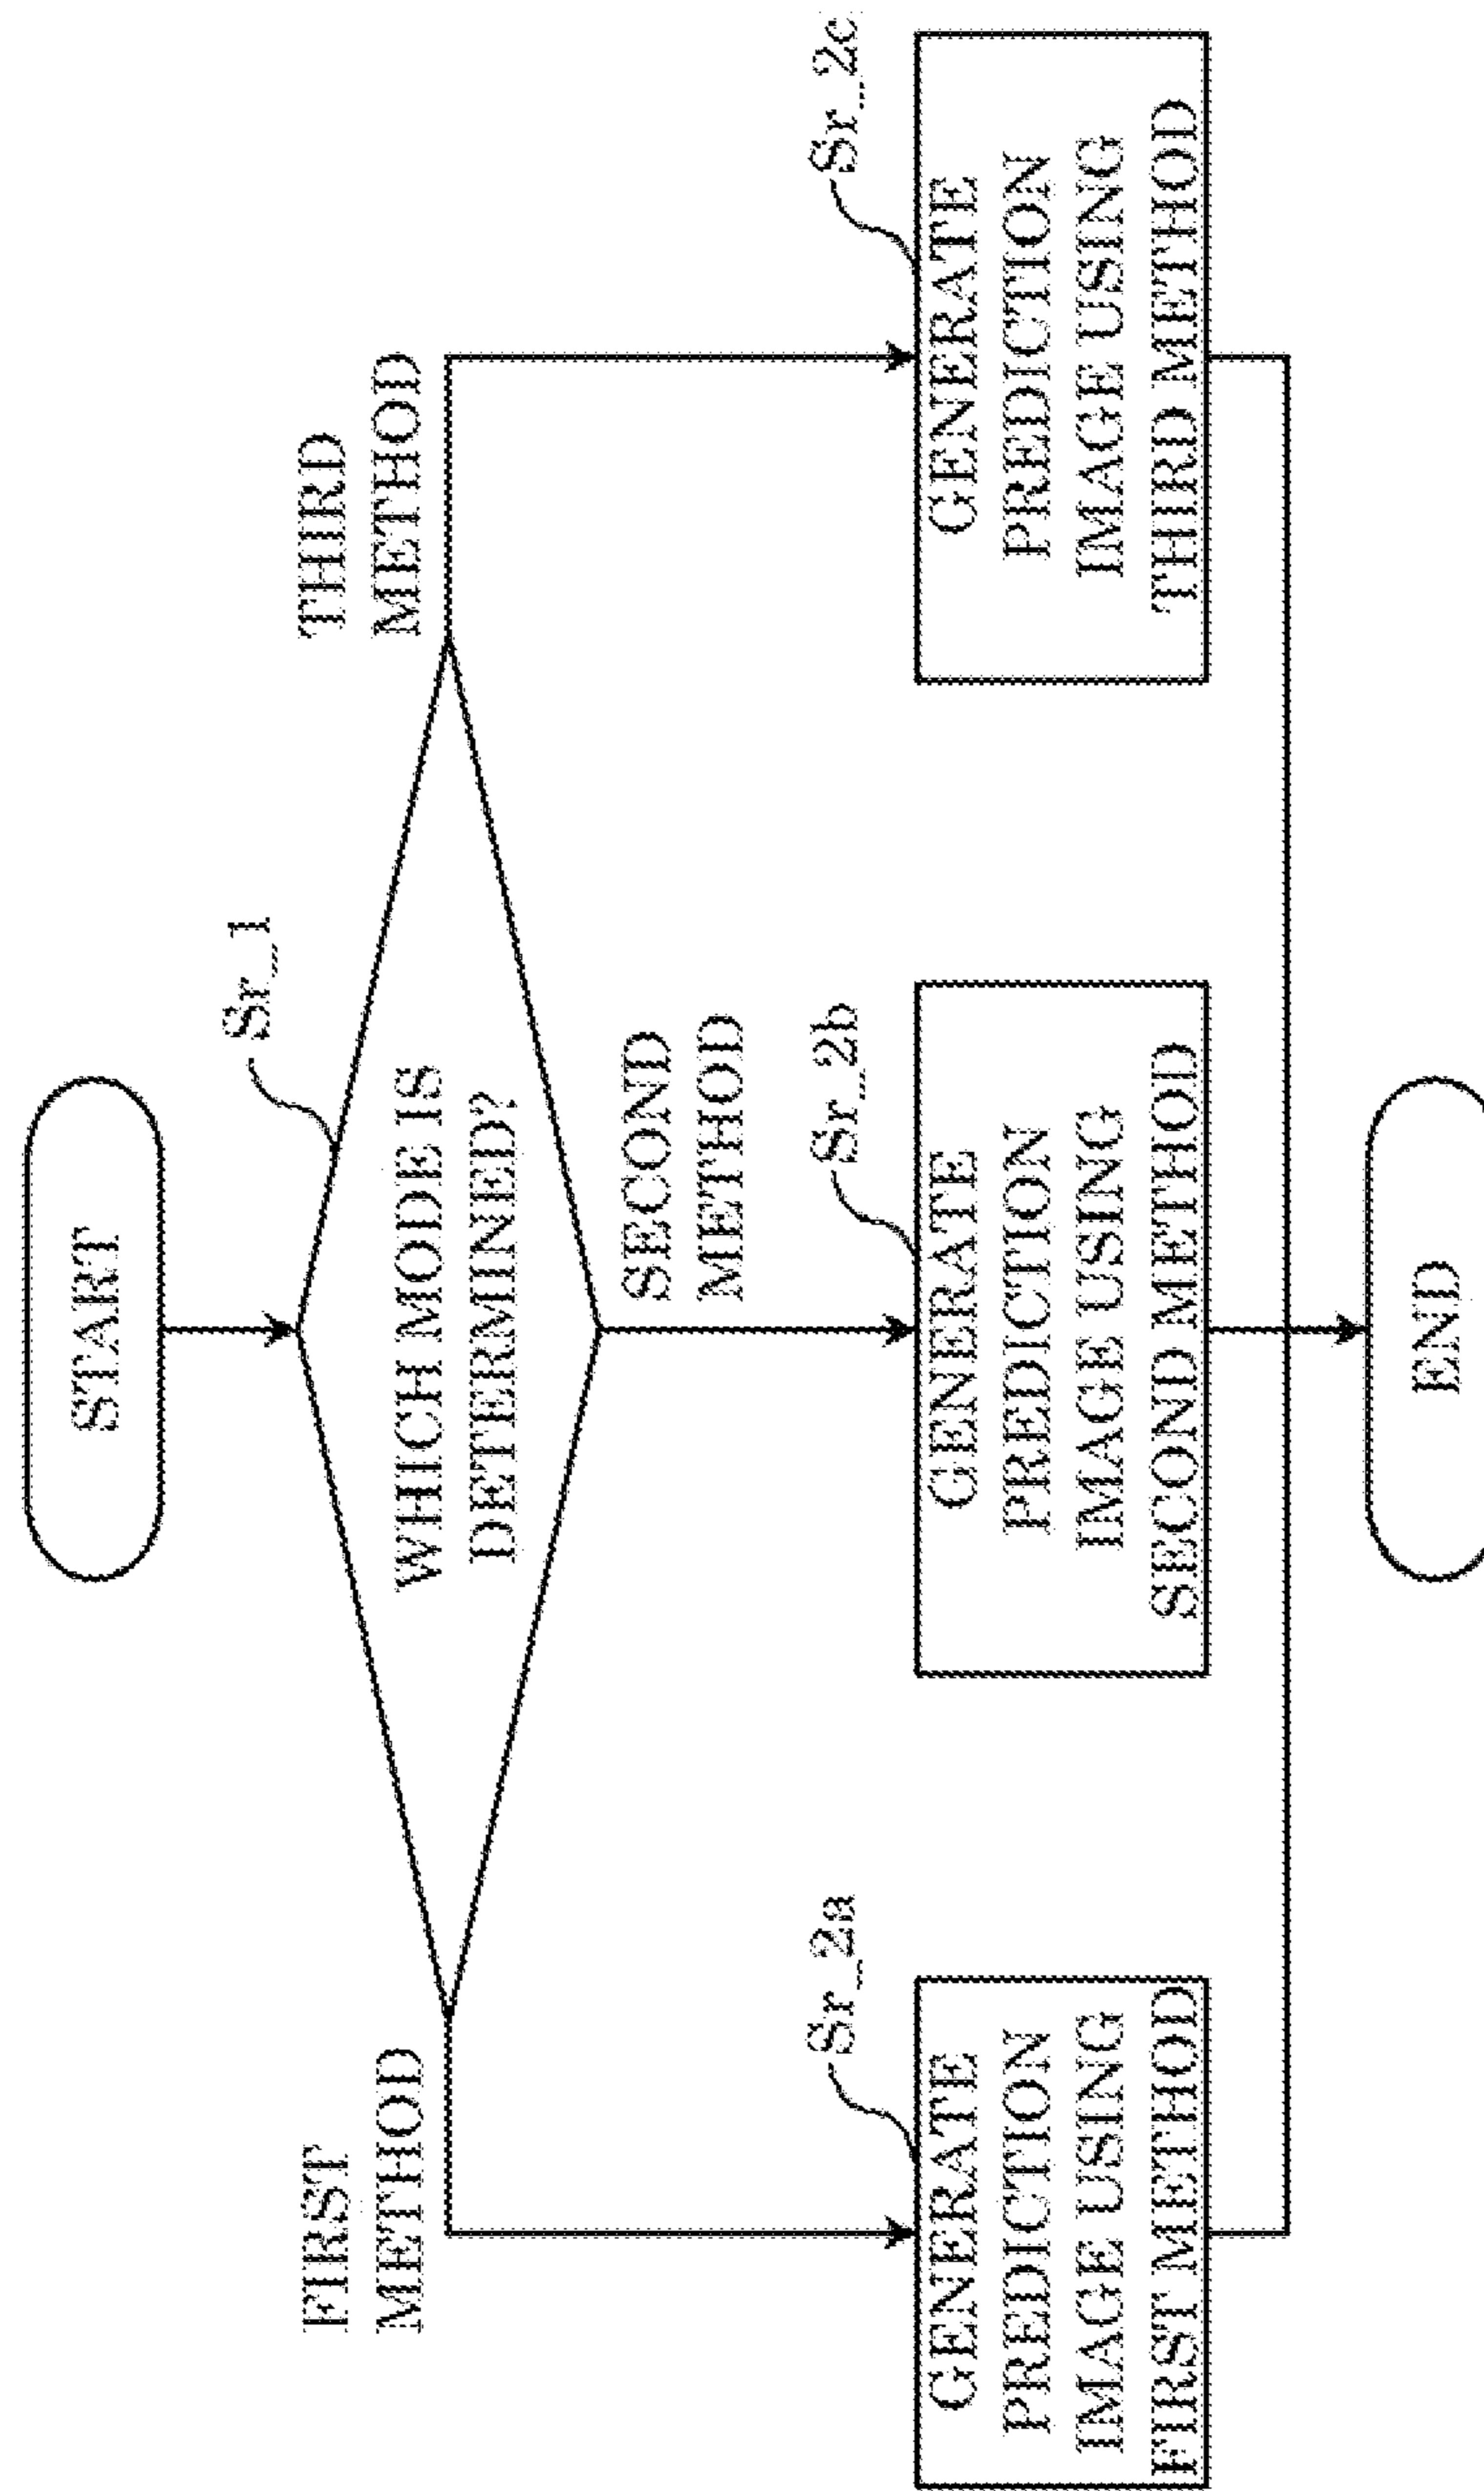 START
Sr_1
WHICH MODE IS
DETERMINED?
FIRST
METHOD
SECOND
METHOD
THIRD
METHOD
Sr_2a
GENERATE
PREDICTION
IMAGE USING
FIRST METHOD
Sr_2b
GENERATE
PREDICTION
IMAGE USING
SECOND METHOD
Sr_2c
GENERATE
PREDICTION
IMAGE USING
THIRD METHOD
END